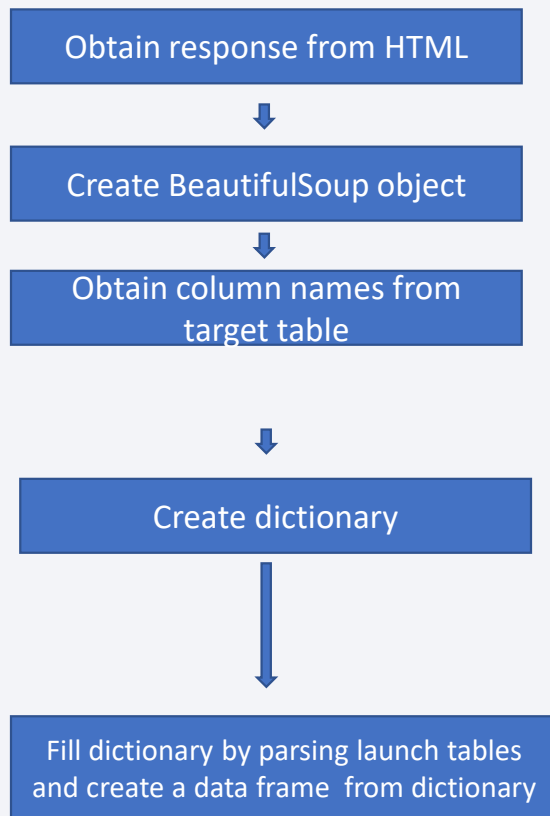 Obtain response from HTML
Create BeautifulSoup object
Obtain column names from
target table
Create dictionary
Fill dictionary by parsing launch tables
and create a data frame  from dictionary